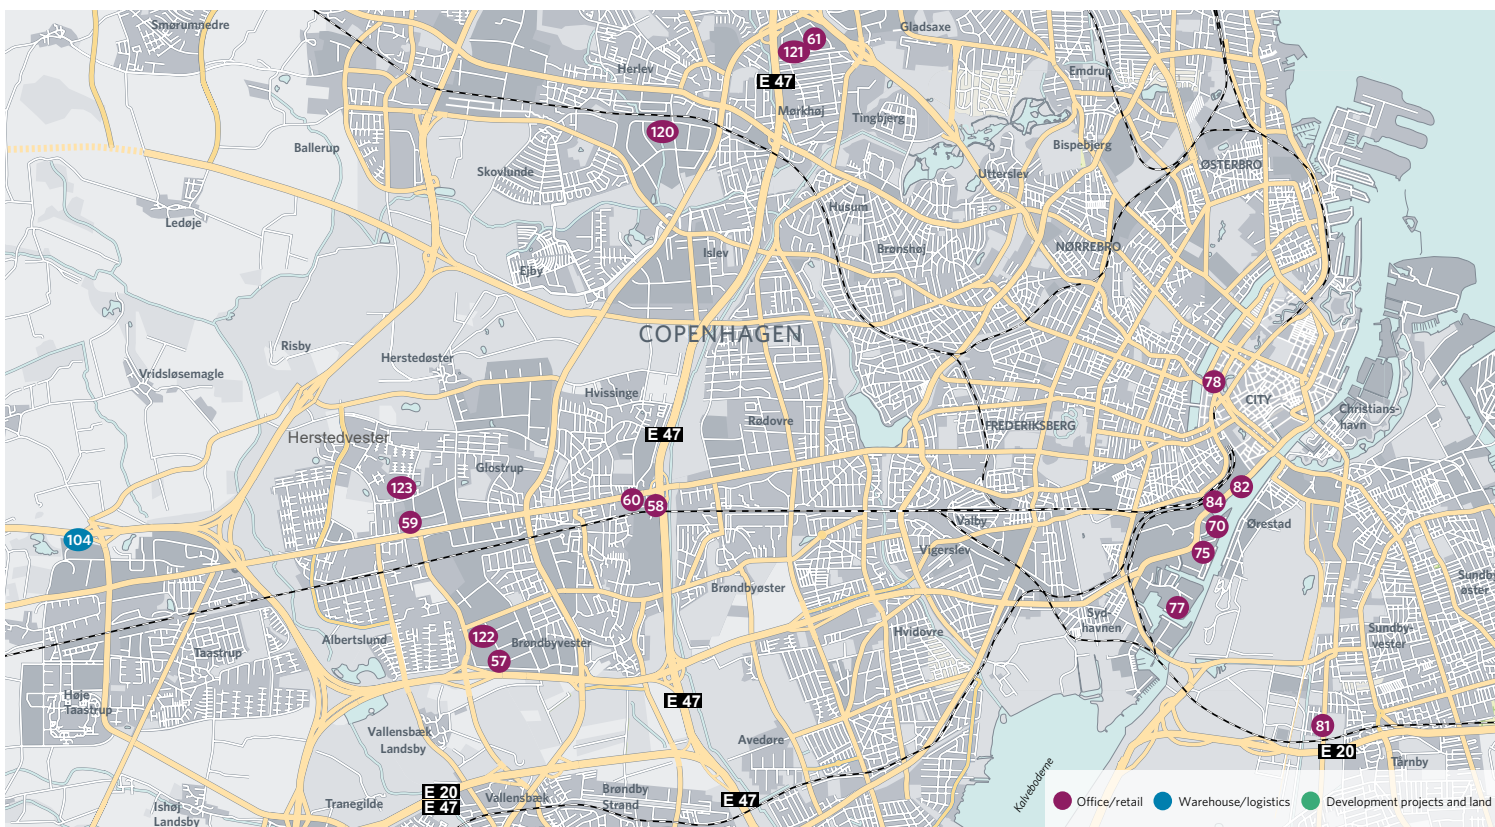 Smørumnedre
Gladsaxe
61
121
Herlev
Emdrup
E 47
Mørkhøj
Tingbjerg
120
Ballerup
Bispebjerg
ØSTERBRO
Skovlunde
Utterslev
Husum
Ledøje
Brønshøj
NØRREBRO
Islev
Ejby
COPENHAGEN
Risby
Herstedøster
Vridsløsemagle
78
Hvissinge
CITY
Christians-
havn
Rødovre
FREDERIKSBERG
E 47
Herstedvester
Glostrup
123
82
60
58
84
59
Valby
70
Ørestad
104
Vigerslev
75
Brøndbyøster
Sundby-
øster
77
Syd-
havnen
Hvidovre
Sundby-
vester
122
Albertslund
Brøndbyvester
Taastrup
57
Høje
Taastrup
E 47
81
Vallensbæk
Landsby
Avedøre
E 20
Tårnby
Kalveboderne
E 20
E 47
Brøndby
Strand
Vallensbæk
E 47
Tranegilde
Ishøj
Landsby
Office/retail
Warehouse/logistics
Development projects and land